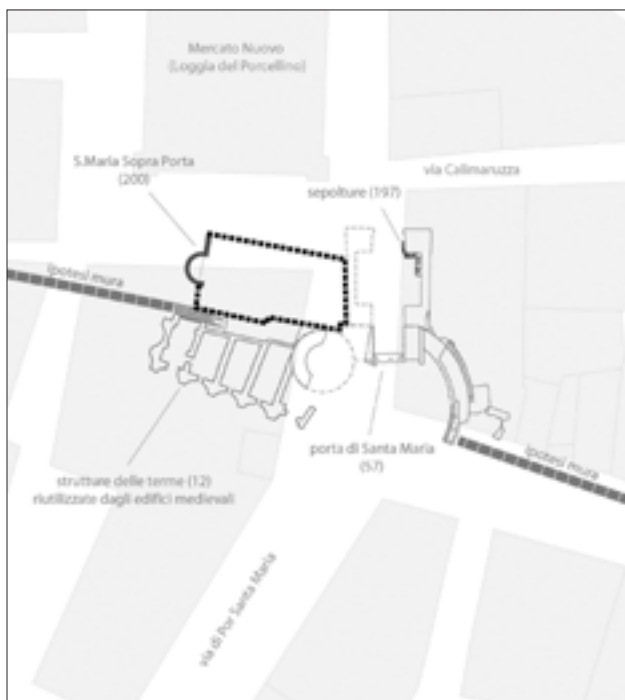 Mercato Nuovo
(Loggia del Porcellino)
S.Maria Sopra Porta
(200)
via Calimaruzza
sepolture (197)
Ipotesi mura
porta di Santa Maria
(57)
Ipotesi mura
strutture delle terme (12)
riutilizzate dagli edifici medievali
via di Por Santa Maria